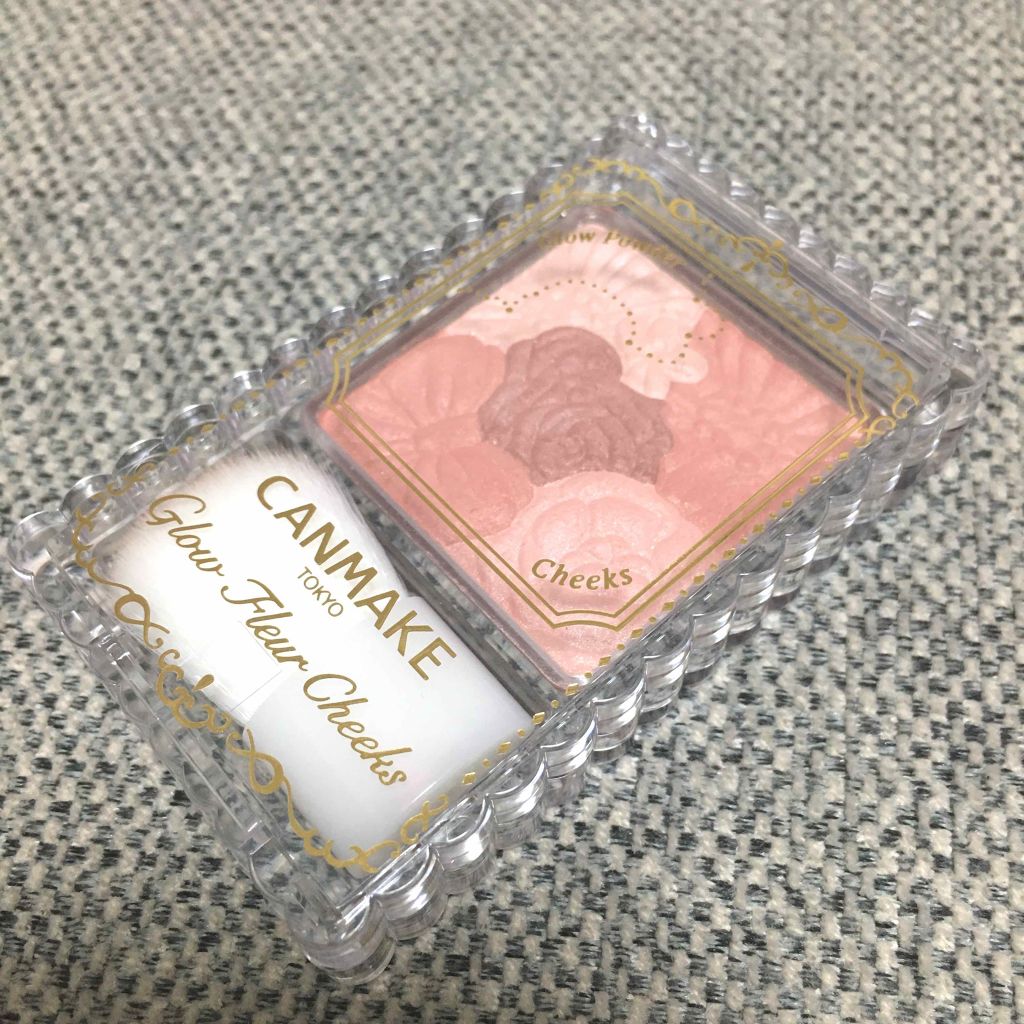 Glow Powder
Cheeks
CANMAKE
TOKYO
Glow Fleur Cheeks